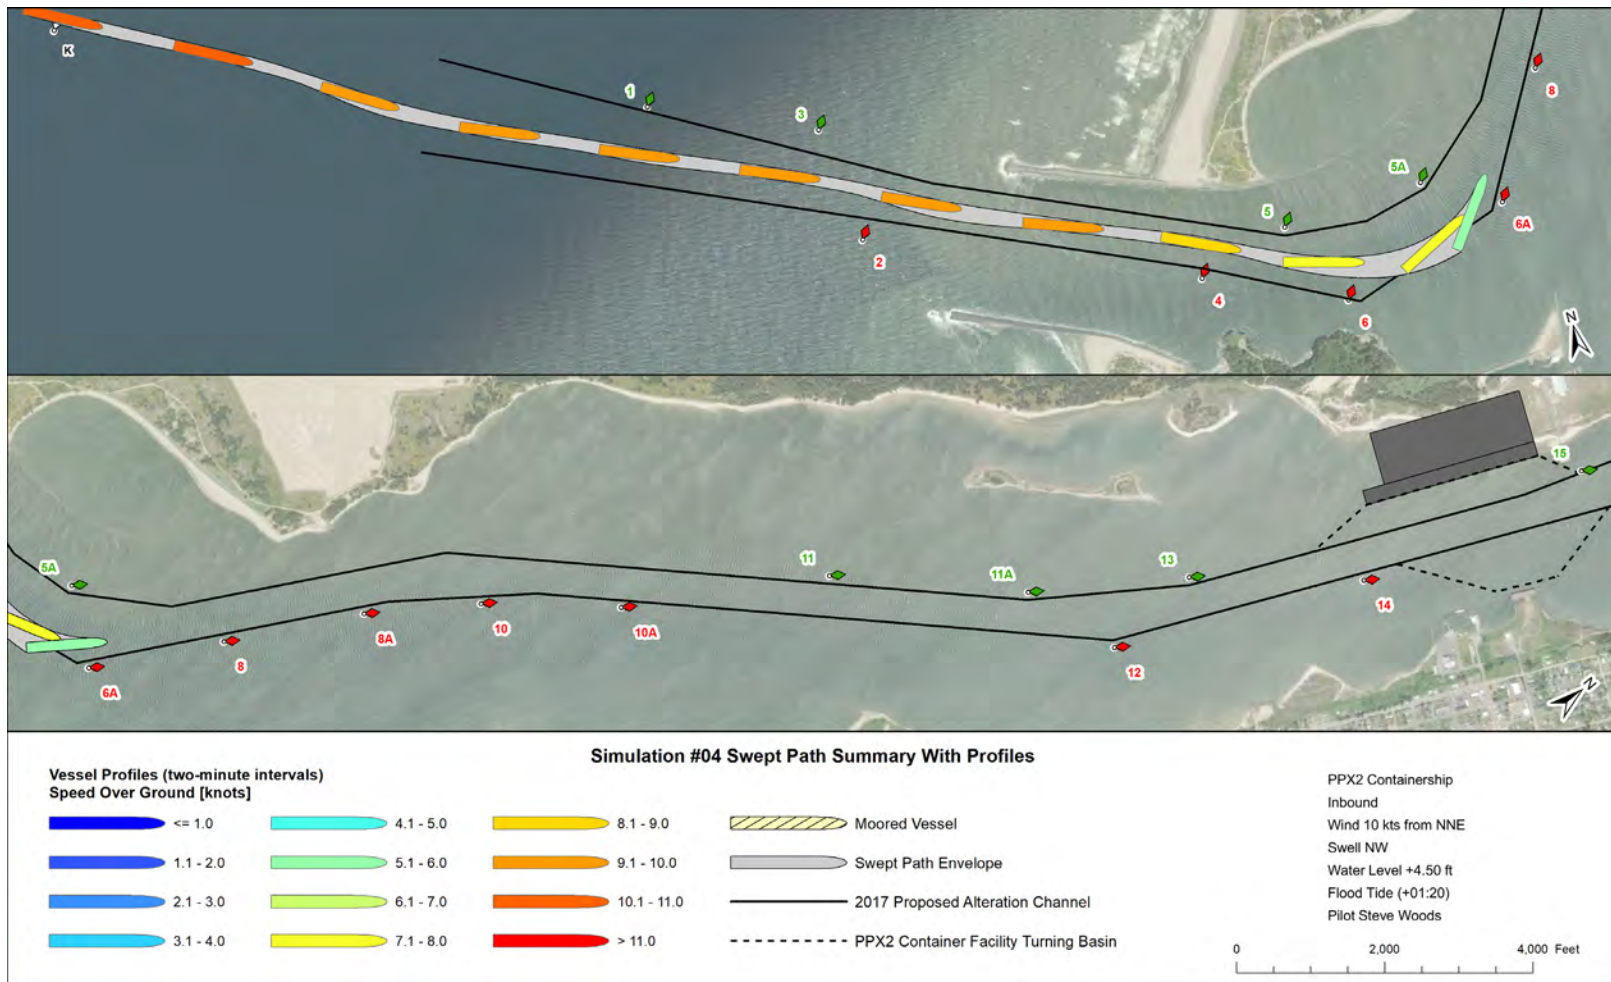 K
1
3
2
5
4
6
5A
6A
8
N
5A
6A
8
8A
10
10A
11
11A
12
13
14
15
N
Simulation #04 Swept Path Summary With Profiles
Vessel Profiles (two-minute intervals)
Speed Over Ground [knots]
<= 1.0
1.1 - 2.0
2.1 - 3.0
3.1 - 4.0
4.1 - 5.0
5.1 - 6.0
6.1 - 7.0
7.1 - 8.0
8.1 - 9.0
9.1 - 10.0
10.1 - 11.0
> 11.0
Moored Vessel
Swept Path Envelope
2017 Proposed Alteration Channel
PPX2 Container Facility Turning Basin
PPX2 Containership
Inbound
Wind 10 kts from NNE
Swell NW
Water Level +4.50 ft
Flood Tide (+01:20)
Pilot Steve Woods
0 2,000 4,000 Feet